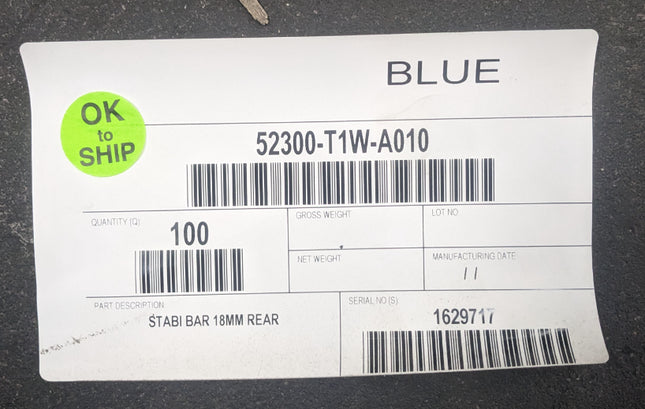 BLUE
OK
to
SHIP
52300-T1W-A010
QUANTITY (Q)
100
GROSS WEIGHT
LOT NO.
NET WEIGHT
MANUFACTURING DATE
/ /
PART DESCRIPTION
STABI BAR 18MM REAR
SERIAL NO (S)
1629717